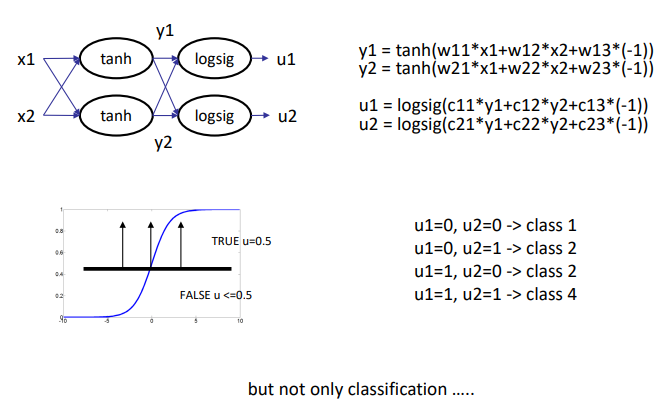 y1
x1 tanh logsig u1
x2 tanh logsig u2
y2
y1 = tanh(w11*x1+w12*x2+w13*(-1))
y2 = tanh(w21*x1+w22*x2+w23*(-1))
u1 = logsig(c11*y1+c12*y2+c13*(-1))
u2 = logsig(c21*y1+c22*y2+c23*(-1))
1
0.8
0.6
0.4
0.2
0
-10 -5 0 5 10
TRUE u=0.5
FALSE u <=0.5
u1=0, u2=0 -> class 1
u1=0, u2=1 -> class 2
u1=1, u2=0 -> class 2
u1=1, u2=1 -> class 4
but not only classification .....